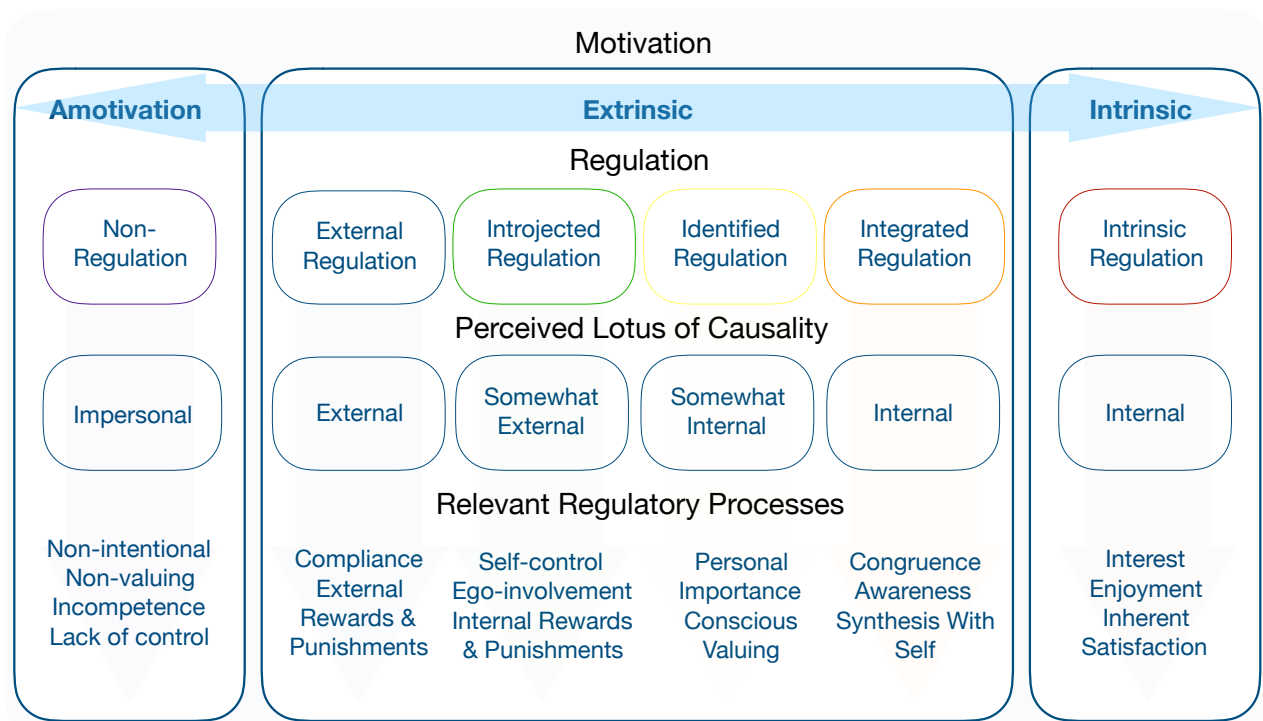 Motivation
Amotivation
Extrinsic
Intrinsic
Regulation
Non-
Regulation
External
Regulation
Introjected
Regulation
Identified
Regulation
Integrated
Regulation
Intrinsic
Regulation
Perceived Lotus of Causality
Impersonal
External
Somewhat
External
Somewhat
Internal
Internal
Internal
Relevant Regulatory Processes
Non-intentional
Non-valuing
Incompetence
Lack of control
Compliance
External
Rewards &
Punishments
Self-control
Ego-involvement
Internal Rewards
& Punishments
Personal
Importance
Conscious
Valuing
Congruence
Awareness
Synthesis With
Self
Interest
Enjoyment
Inherent
Satisfaction